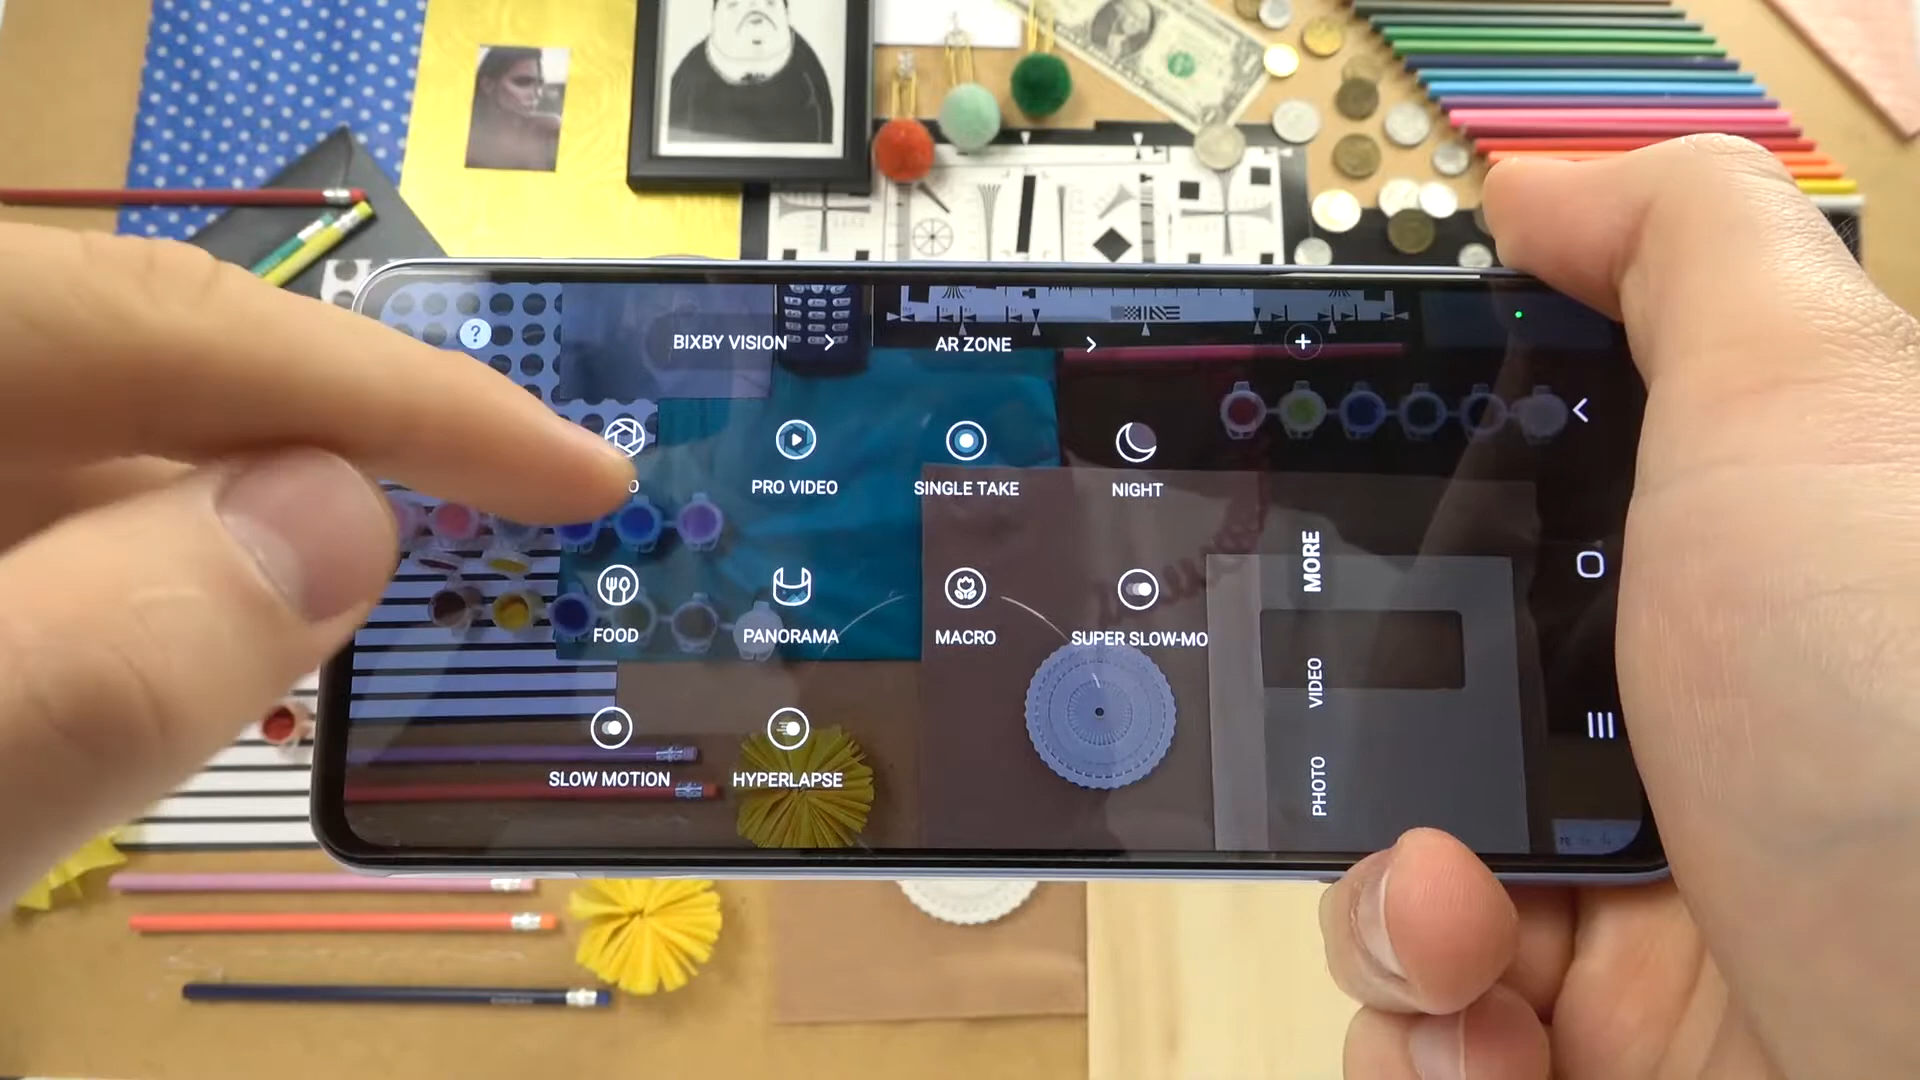 ?
BIXBY VISION >
AR ZONE >
+
O
PRO VIDEO
SINGLE TAKE
NIGHT
FOOD
PANORAMA
MACRO
SUPER SLOW-MO
SLOW MOTION
HYPERLAPSE
MORE
VIDEO
PHOTO